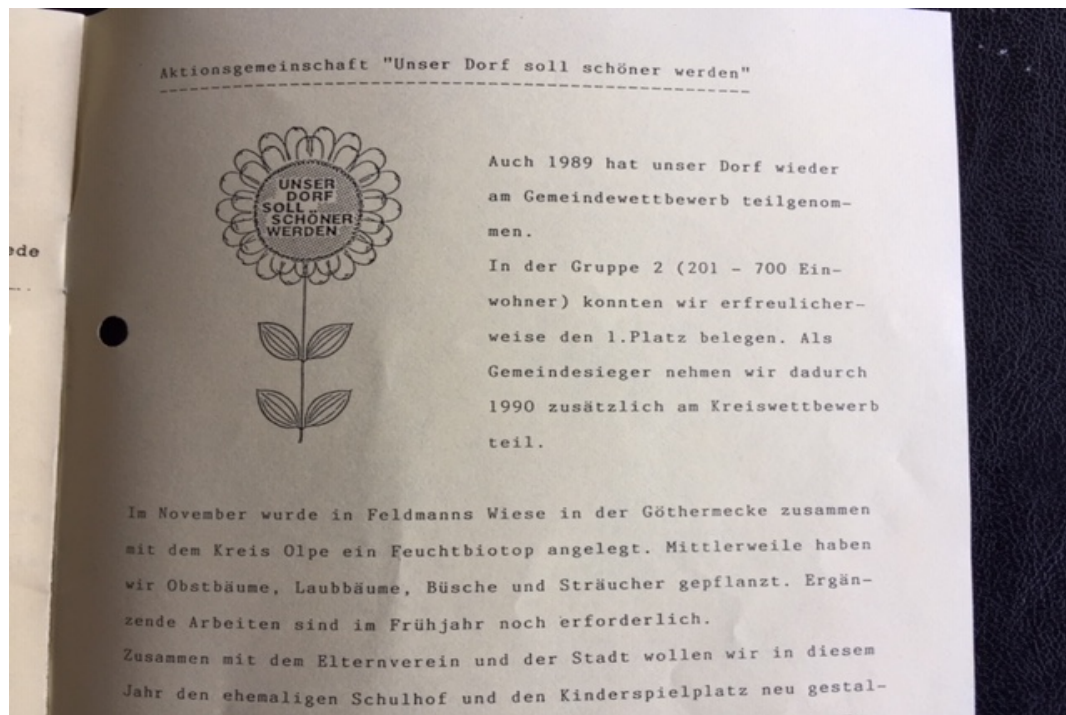 Aktionsgemeinschaft "Unser Dorf soll schöner werden"
UNSER
DORF
SOLL
SCHÖNER
WERDEN
Auch 1989 hat unser Dorf wieder
am Gemeindewettbewerb teilgenom-
men.
In der Gruppe 2 (201 - 700 Ein-
wohner) konnten wir erfreulicher-
weise den 1.Platz belegen. Als
Gemeindesieger nehmen wir dadurch
1990 zusätzlich am Kreiswettbewerb
teil.
Im November wurde in Feldmanns Wiese in der Göthermecke zusammen
mit dem Kreis Olpe ein Feuchtbiotop angelegt. Mittlerweile haben
wir Obstbäume, Laubbäume, Büsche und Sträucher gepflanzt. Ergän-
zende Arbeiten sind im Frühjahr noch erforderlich.
Zusammen mit dem Elternverein und der Stadt wollen wir in diesem
Jahr den ehemaligen Schulhof und den Kinderspielplatz neu gestal-